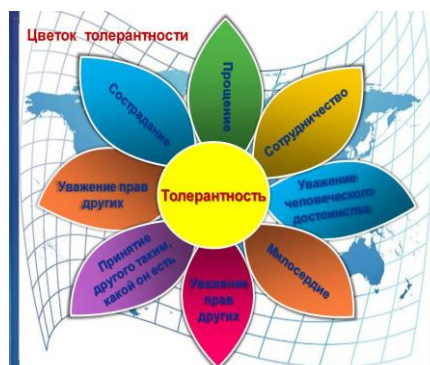 Цветок толерантности
Прощение
Сострадание
Сотрудничество
Уважение прав
других
Толерантность
Уважение
человеческого
достоинства
Принятие
другого таким,
какой он есть
Милосердие
Уважение
прав
других